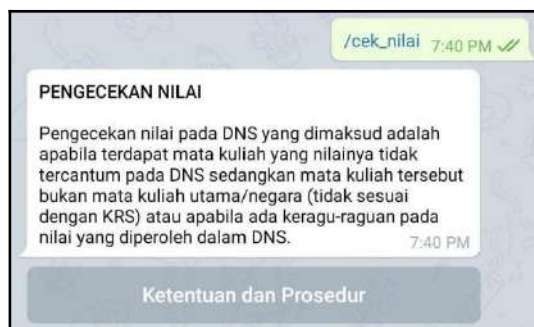 /cek_nilai 7:40 PM
PENGECEKAN NILAI
Pengecekan nilai pada DNS yang dimaksud adalah
apabila terdapat mata kuliah yang nilainya tidak
tercantum pada DNS sedangkan mata kuliah tersebut
bukan mata kuliah utama/negara (tidak sesuai
dengan KRS) atau apabila ada keragu-raguan pada
nilai yang diperoleh dalam DNS. 7:40 PM
Ketentuan dan Prosedur